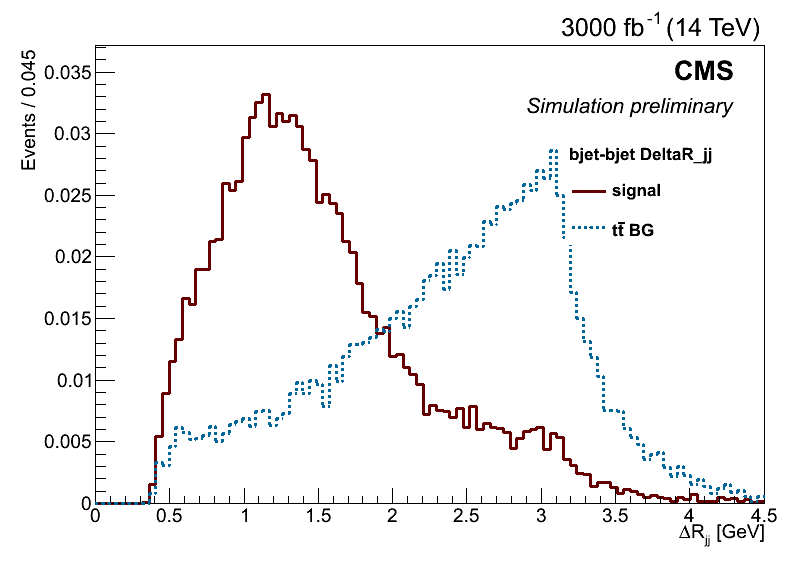 3000 fb⁻¹ (14 TeV)
CMS
Simulation preliminary
bjet-bjet DeltaR_jj
signal
tt̄ BG
Events / 0.045
0.035
0.03
0.025
0.02
0.015
0.01
0.005
0
0 0.5 1 1.5 2 2.5 3 3.5 4 4.5
ΔRjj [GeV]